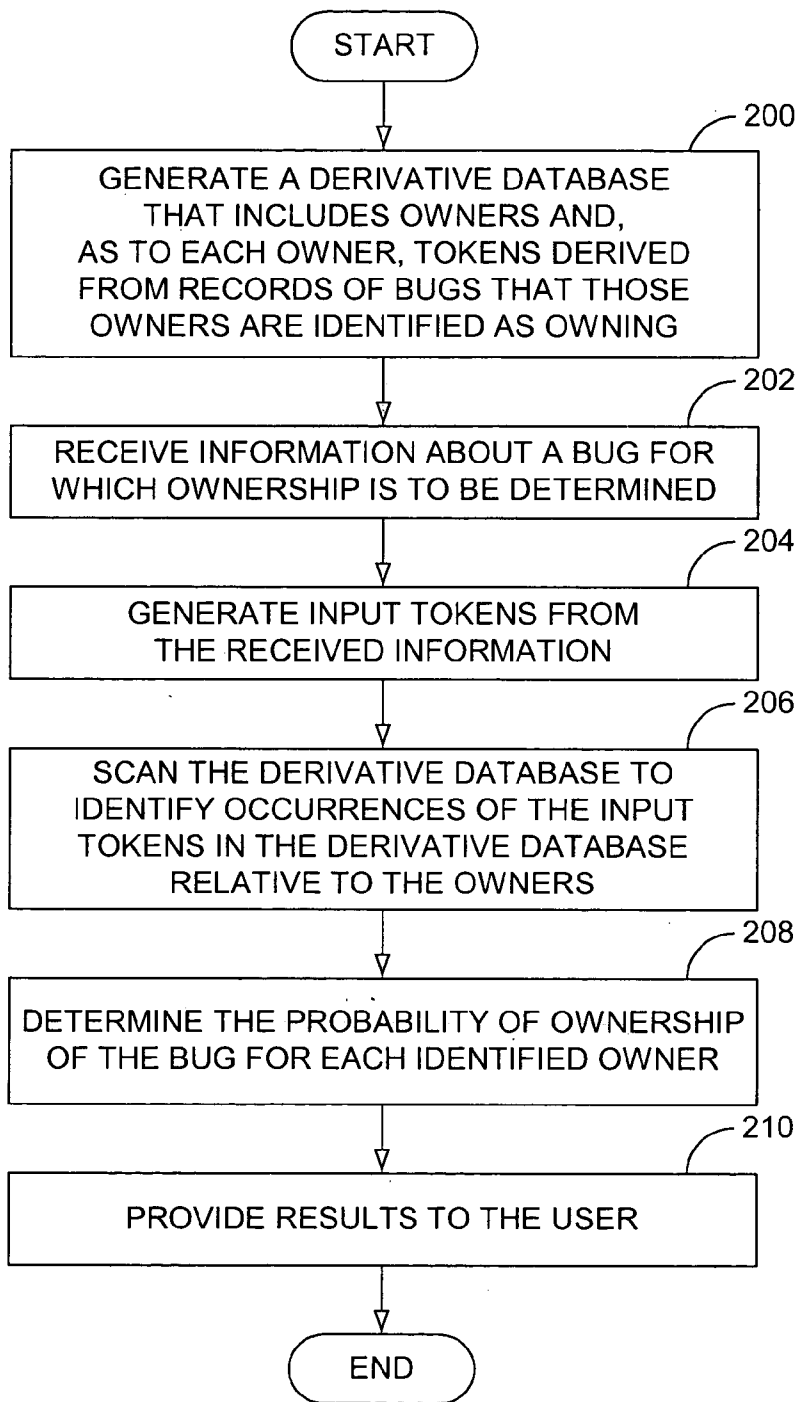 START
200
GENERATE A DERIVATIVE DATABASE
THAT INCLUDES OWNERS AND,
AS TO EACH OWNER, TOKENS DERIVED
FROM RECORDS OF BUGS THAT THOSE
OWNERS ARE IDENTIFIED AS OWNING
202
RECEIVE INFORMATION ABOUT A BUG FOR
WHICH OWNERSHIP IS TO BE DETERMINED
204
GENERATE INPUT TOKENS FROM
THE RECEIVED INFORMATION
206
SCAN THE DERIVATIVE DATABASE TO
IDENTIFY OCCURRENCES OF THE INPUT
TOKENS IN THE DERIVATIVE DATABASE
RELATIVE TO THE OWNERS
208
DETERMINE THE PROBABILITY OF OWNERSHIP
OF THE BUG FOR EACH IDENTIFIED OWNER
210
PROVIDE RESULTS TO THE USER
END